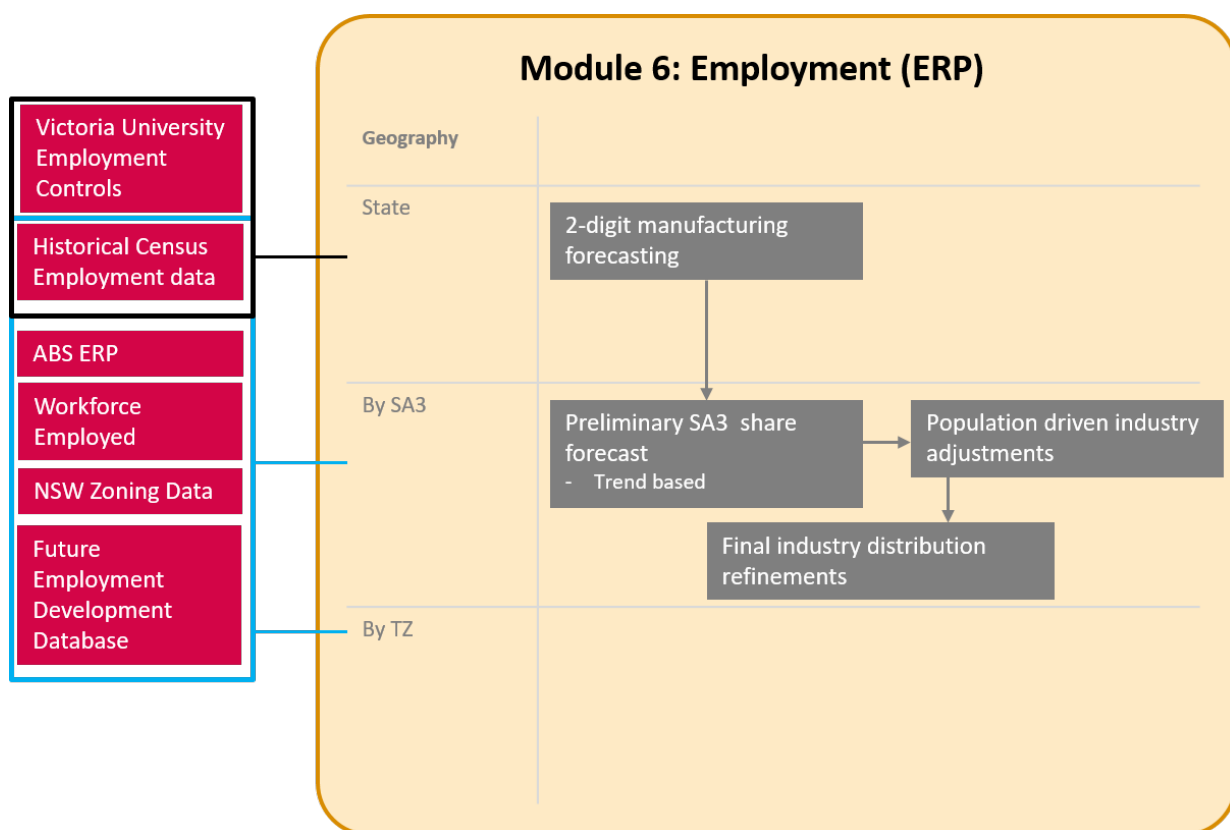 Module 6: Employment (ERP)
Victoria University
Employment
Controls
Historical Census
Employment data
ABS ERP
Workforce
Employed
NSW Zoning Data
Future
Employment
Development
Database
Geography
State
2-digit manufacturing
forecasting
By SA3
Preliminary SA3 share
forecast
- Trend based
Population driven industry
adjustments
Final industry distribution
refinements
By TZ